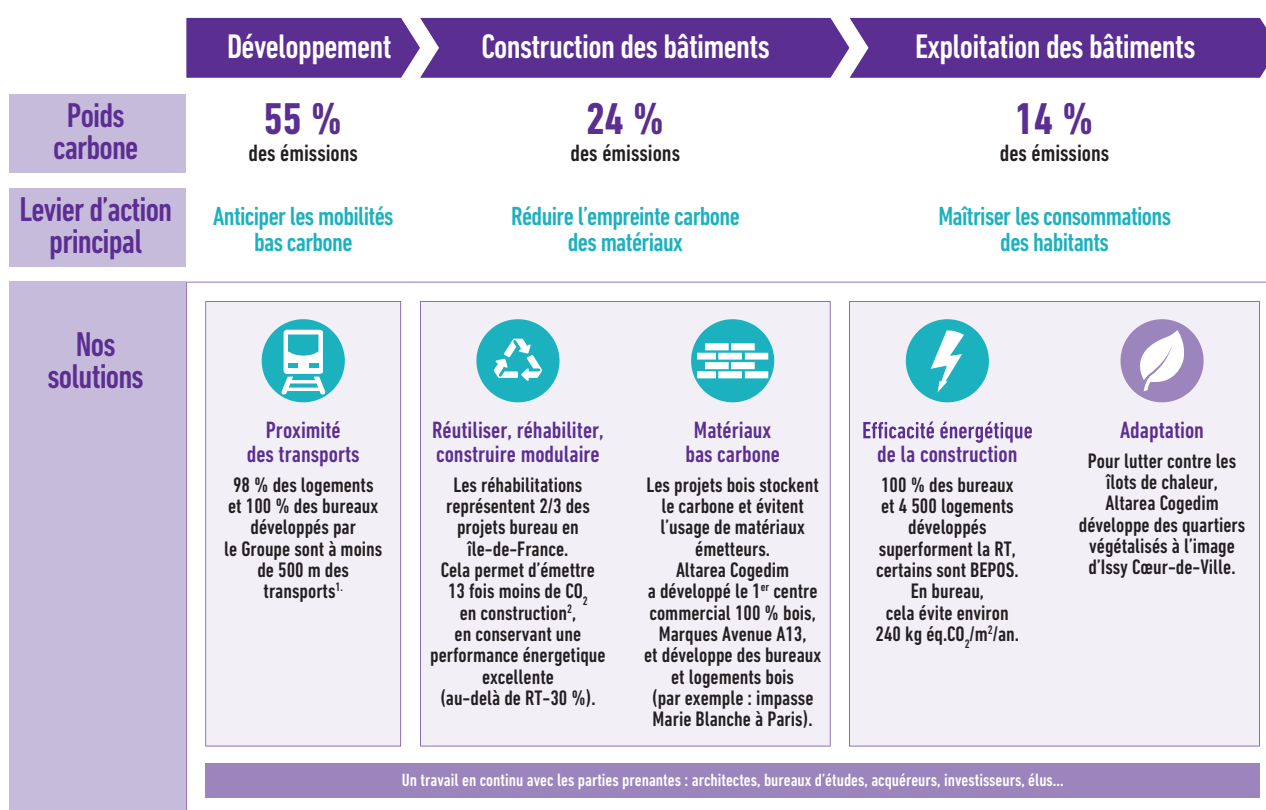 Développement
Construction des bâtiments
Exploitation des bâtiments
Poids
carbone
55 %
des émissions
24 %
des émissions
14 %
des émissions
Levier d’action
principal
Anticiper les mobilités
bas carbone
Réduire l’empreinte carbone
des matériaux
Maîtriser les consommations
des habitants
Nos
solutions
Proximité
des transports
98 % des logements
et 100 % des bureaux
développés par
le Groupe sont à moins
de 500 m des
transports¹·
Réutiliser, réhabiliter,
construire modulaire
Les réhabilitations
représentent 2/3 des
projets bureau en
île-de-France.
Cela permet d’émettre
13 fois moins de CO₂
en construction²,
en conservant une
performance énergetique
excellente
(au-delà de RT-30 %).
Matériaux
bas carbone
Les projets bois stockent
le carbone et évitent
l’usage de matériaux
émetteurs.
Altarea Cogedim
a développé le 1er centre
commercial 100 % bois,
Marques Avenue A13,
et développe des bureaux
et logements bois
(par exemple : impasse
Marie Blanche à Paris).
Efficacité énergétique
de la construction
100 % des bureaux
et 4 500 logements
développés
superforment la RT,
certains sont BEPOS.
En bureau,
cela évite environ
240 kg éq.CO₂/m²/an.
Adaptation
Pour lutter contre les
îlots de chaleur,
Altarea Cogedim
développe des quartiers
végétalisés à l’image
d’Issy Cœur-de-Ville.
Un travail en continu avec les parties prenantes : architectes, bureaux d’études, acquéreurs, investisseurs, élus...